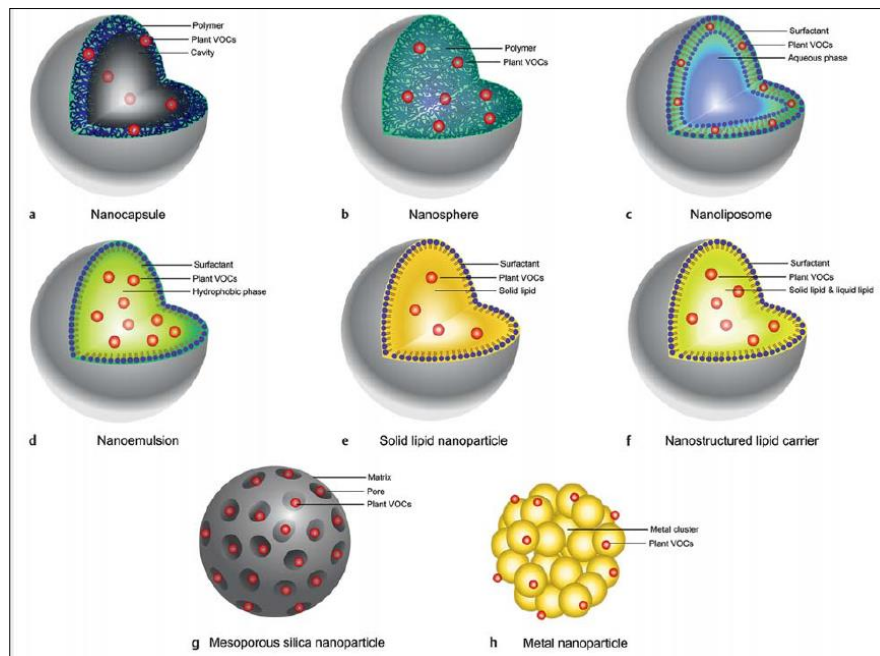 Polymer
Plant VOCs
Cavity
a Nanocapsule
Polymer
Plant VOCs
b Nanosphere
Surfactant
Plant VOCs
Aqueous phase
c Nanoliposome
Surfactant
Plant VOCs
Hydrophobic phase
d Nanoemulsion
Surfactant
Plant VOCs
Solid lipid
e Solid lipid nanoparticle
Surfactant
Plant VOCs
Solid lipid & liquid lipid
f Nanostructured lipid carrier
Matrix
Pore
Plant VOCs
g Mesoporous silica nanoparticle
Metal cluster
Plant VOCs
h Metal nanoparticle